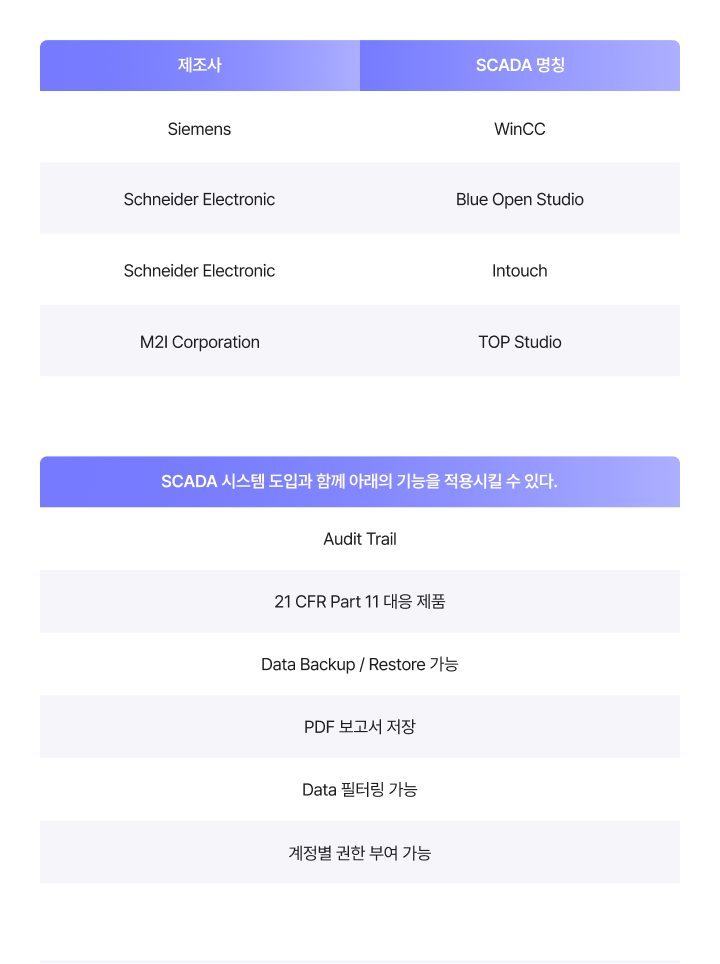 제조사 SCADA 명칭
Siemens WinCC
Schneider Electronic Blue Open Studio
Schneider Electronic Intouch
M2I Corporation TOP Studio
SCADA 시스템 도입과 함께 아래의 기능을 적용시킬 수 있다.
Audit Trail
21 CFR Part 11 대응 제품
Data Backup / Restore 가능
PDF 보고서 저장
Data 필터링 가능
계정별 권한 부여 가능